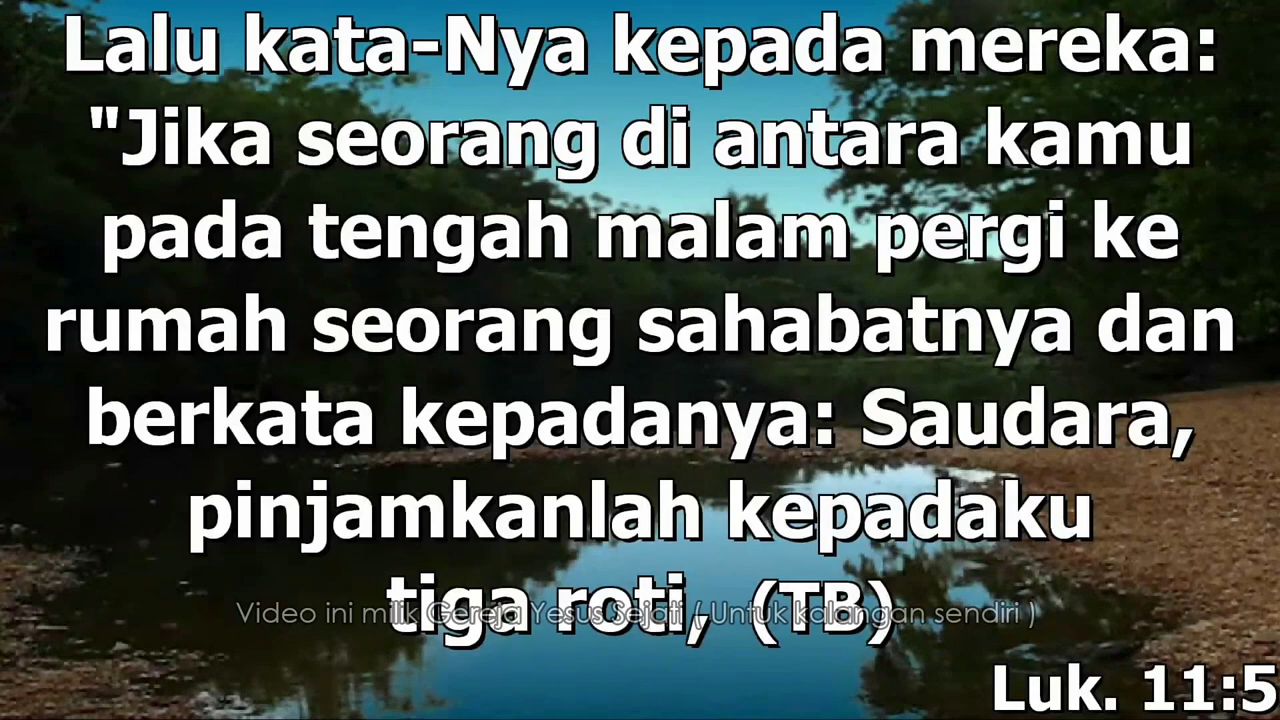 Lalu kata-Nya kepada mereka:
"Jika seorang di antara kamu
pada tengah malam pergi ke
rumah seorang sahabatnya dan
berkata kepadanya: Saudara,
pinjamkanlah kepadaku
tiga roti, (TB)
Video ini milik Gereja Yesus Sejati ( Untuk kalangan sendiri )
Luk. 11:5